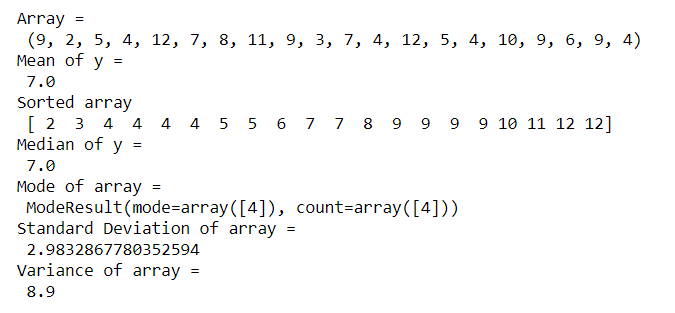 Array =
(9, 2, 5, 4, 12, 7, 8, 11, 9, 3, 7, 4, 12, 5, 4, 10, 9, 6, 9, 4)
Mean of y =
7.0
Sorted array
[ 2  3  4  4  4  4  5  5  6  7  7  8  9  9  9  9 10 11 12 12]
Median of y =
7.0
Mode of array =
ModeResult(mode=array([4]), count=array([4]))
Standard Deviation of array =
2.9832867780352594
Variance of array =
8.9